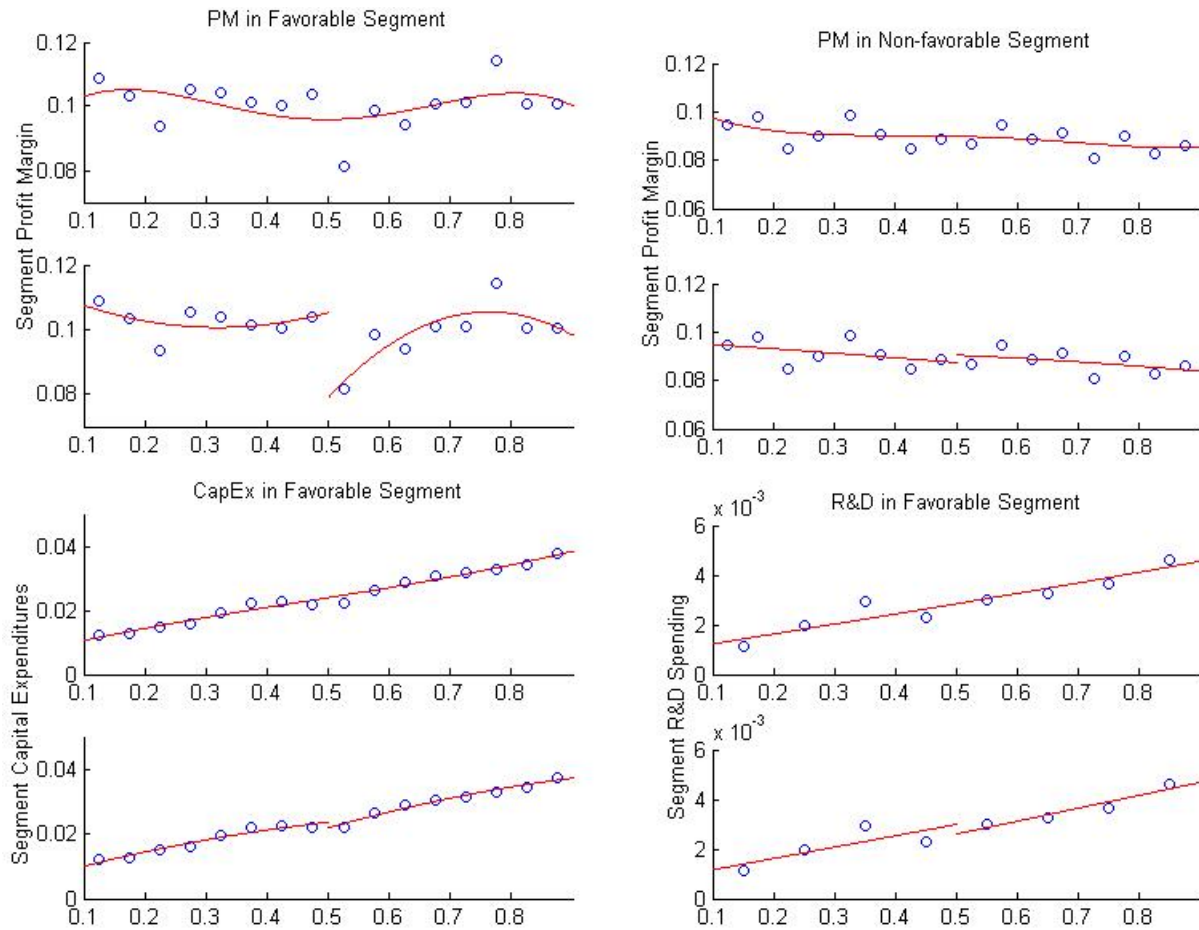 PM in Favorable Segment
0.12
0.1
0.08
0.1 0.2 0.3 0.4 0.5 0.6 0.7 0.8
0.12
0.1
0.08
0.1 0.2 0.3 0.4 0.5 0.6 0.7 0.8
Segment Profit Margin
PM in Non-favorable Segment
0.12
0.1
0.08
0.06
0.1 0.2 0.3 0.4 0.5 0.6 0.7 0.8
0.12
0.1
0.08
0.06
0.1 0.2 0.3 0.4 0.5 0.6 0.7 0.8
Segment Profit Margin
CapEx in Favorable Segment
0.04
0.02
0
0.1 0.2 0.3 0.4 0.5 0.6 0.7 0.8
0.04
0.02
0
0.1 0.2 0.3 0.4 0.5 0.6 0.7 0.8
Segment Capital Expenditures
R&D in Favorable Segment
x 10⁻³
6
4
2
0
0.1 0.2 0.3 0.4 0.5 0.6 0.7 0.8
x 10⁻³
6
4
2
0
0.1 0.2 0.3 0.4 0.5 0.6 0.7 0.8
Segment R&D Spending